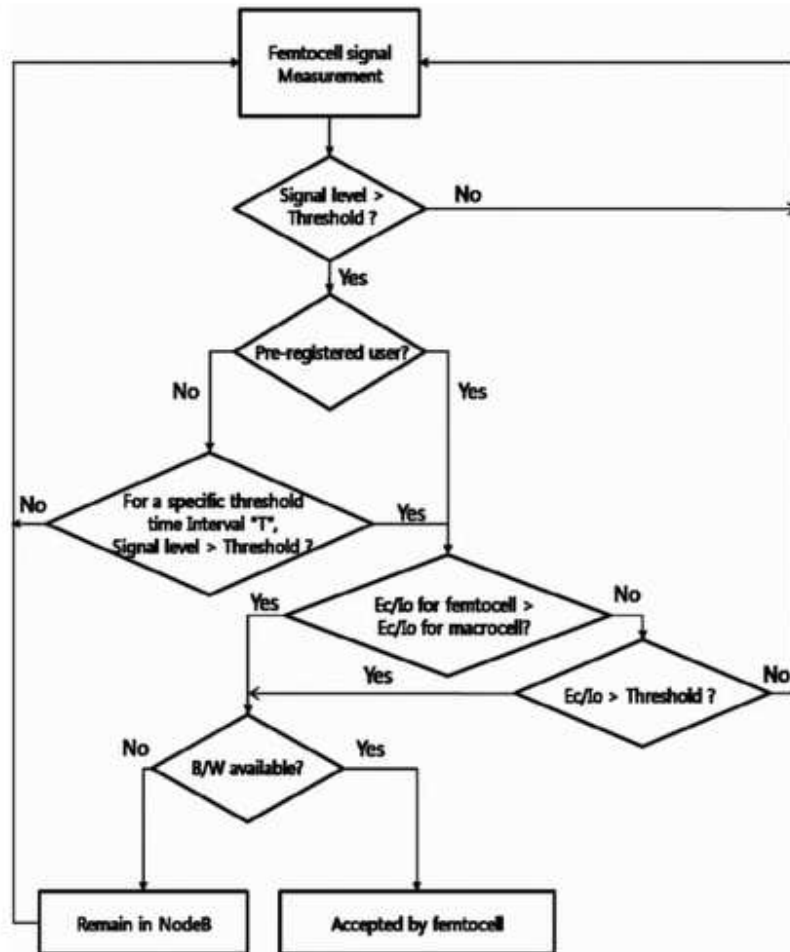 Femtocell signal
Measurement
Signal level >
Threshold ?
No
Yes
Pre-registered user?
No
Yes
For a specific threshold
time Interval "T",
Signal level > Threshold ?
No
Yes
Ec/Io for femtocell >
Ec/Io for macrocell?
Yes
No
Ec/Io > Threshold ?
Yes
No
B/W available?
No
Yes
Remain in NodeB
Accepted by femtocell